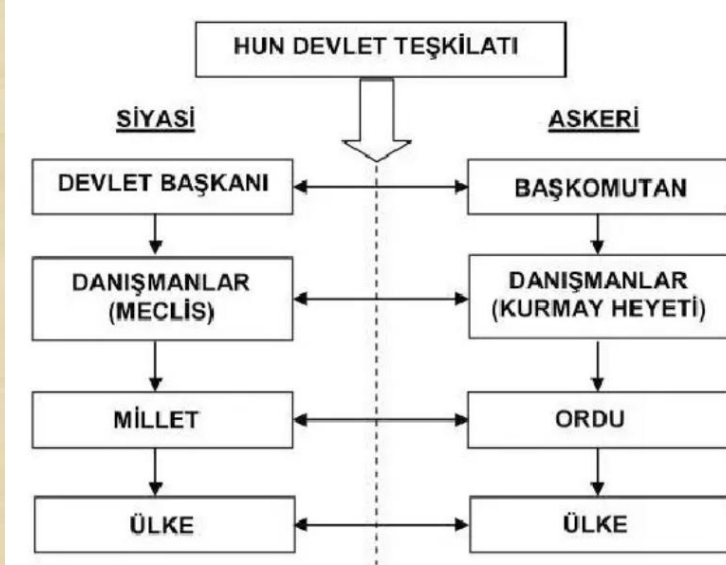 HUN DEVLET TEŞKİLATI
SİYASİ
ASKERİ
DEVLET BAŞKANI
BAŞKOMUTAN
DANIŞMANLAR
(MECLİS)
DANIŞMANLAR
(KURMAY HEYETİ)
MİLLET
ORDU
ÜLKE
ÜLKE